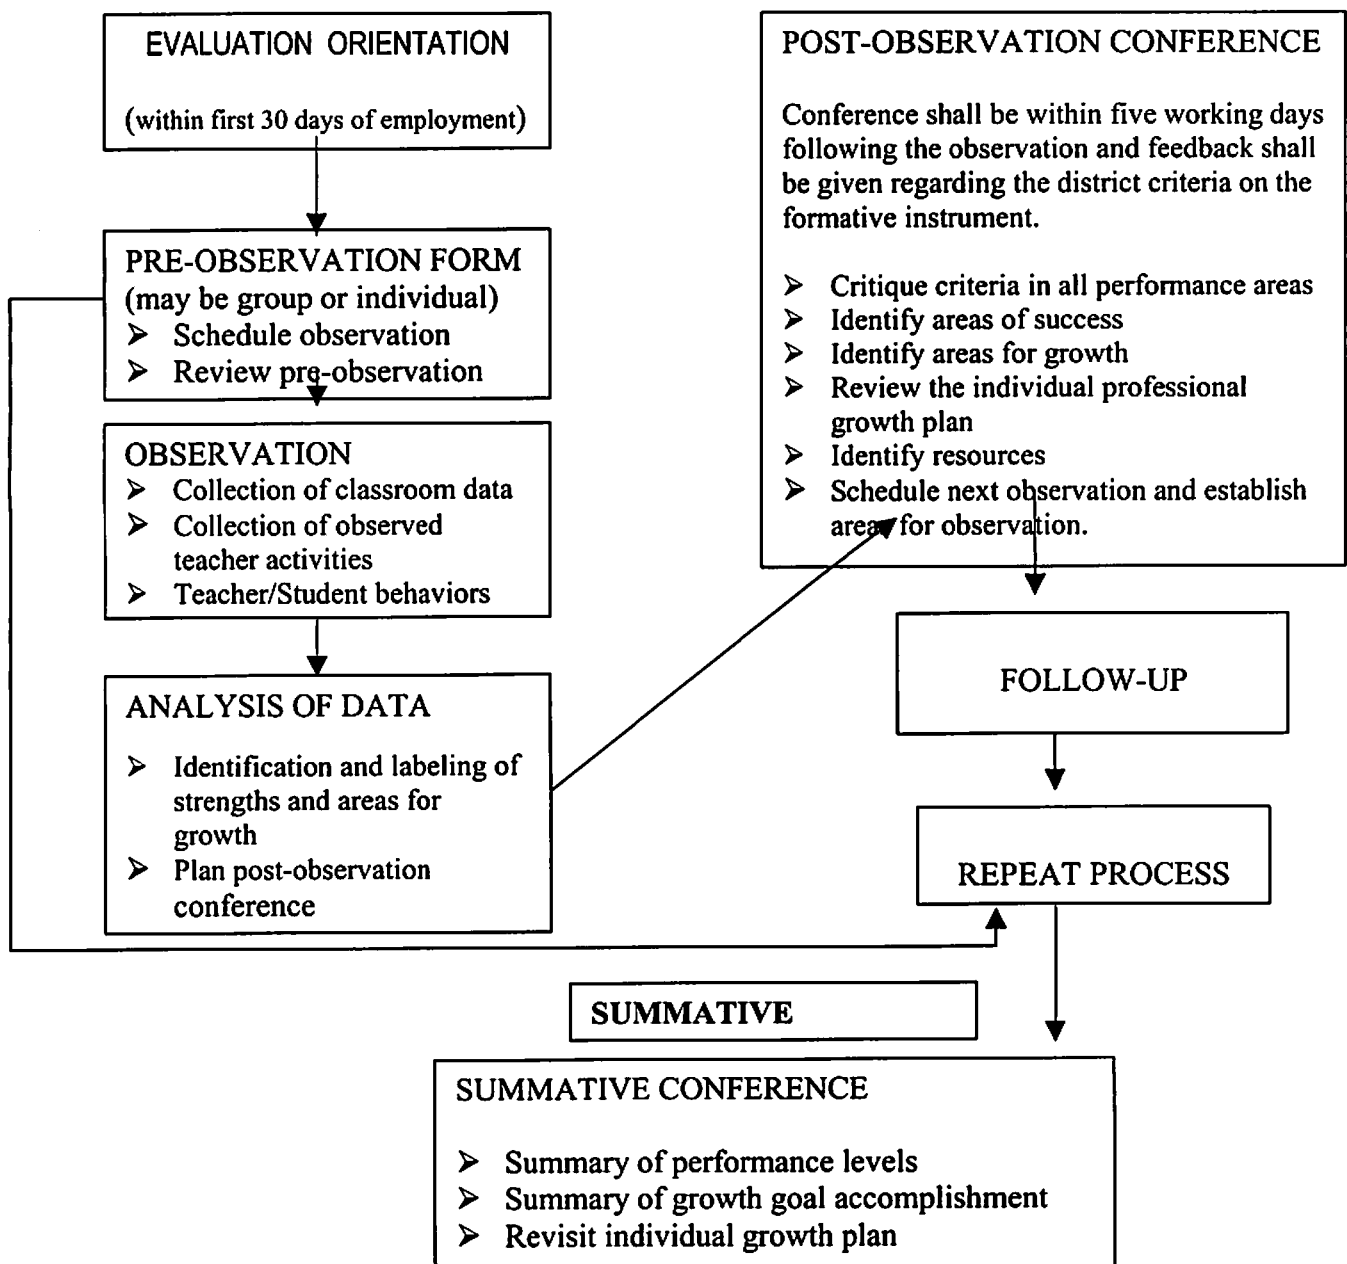 EVALUATION ORIENTATION
(within first 30 days of employment)
PRE-OBSERVATION FORM
(may be group or individual)
➢ Schedule observation
➢ Review pre-observation
OBSERVATION
➢ Collection of classroom data
➢ Collection of observed
teacher activities
➢ Teacher/Student behaviors
ANALYSIS OF DATA
➢ Identification and labeling of
strengths and areas for
growth
➢ Plan post-observation
conference
POST-OBSERVATION CONFERENCE
Conference shall be within five working days
following the observation and feedback shall
be given regarding the district criteria on the
formative instrument.
➢ Critique criteria in all performance areas
➢ Identify areas of success
➢ Identify areas for growth
➢ Review the individual professional
growth plan
➢ Identify resources
➢ Schedule next observation and establish
areas for observation.
FOLLOW-UP
REPEAT PROCESS
SUMMATIVE
SUMMATIVE CONFERENCE
➢ Summary of performance levels
➢ Summary of growth goal accomplishment
➢ Revisit individual growth plan